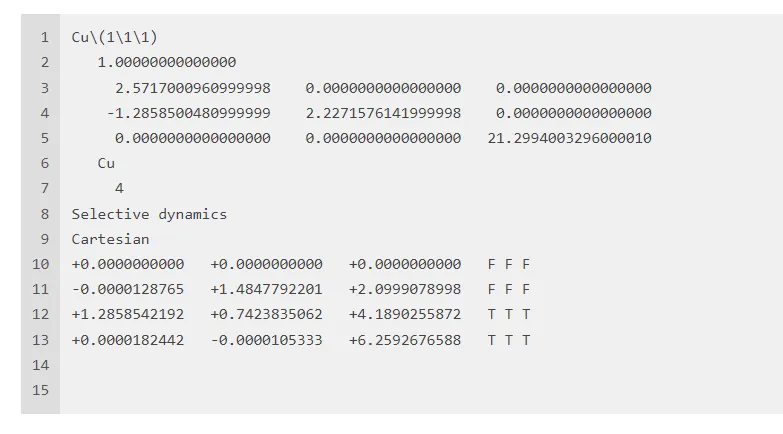 1 Cu\(1\1\1)
2 1.00000000000000
3 2.5717000960999998 0.0000000000000000 0.0000000000000000
4 -1.2858500480999999 2.2271576141999998 0.0000000000000000
5 0.0000000000000000 0.0000000000000000 21.2994003296000010
6 Cu
7 4
8 Selective dynamics
9 Cartesian
10 +0.0000000000 +0.0000000000 +0.0000000000 F F F
11 -0.0000128765 +1.4847792201 +2.0999078998 F F F
12 +1.2858542192 +0.7423835062 +4.1890255872 T T T
13 +0.0000182442 -0.0000105333 +6.2592676588 T T T
14
15